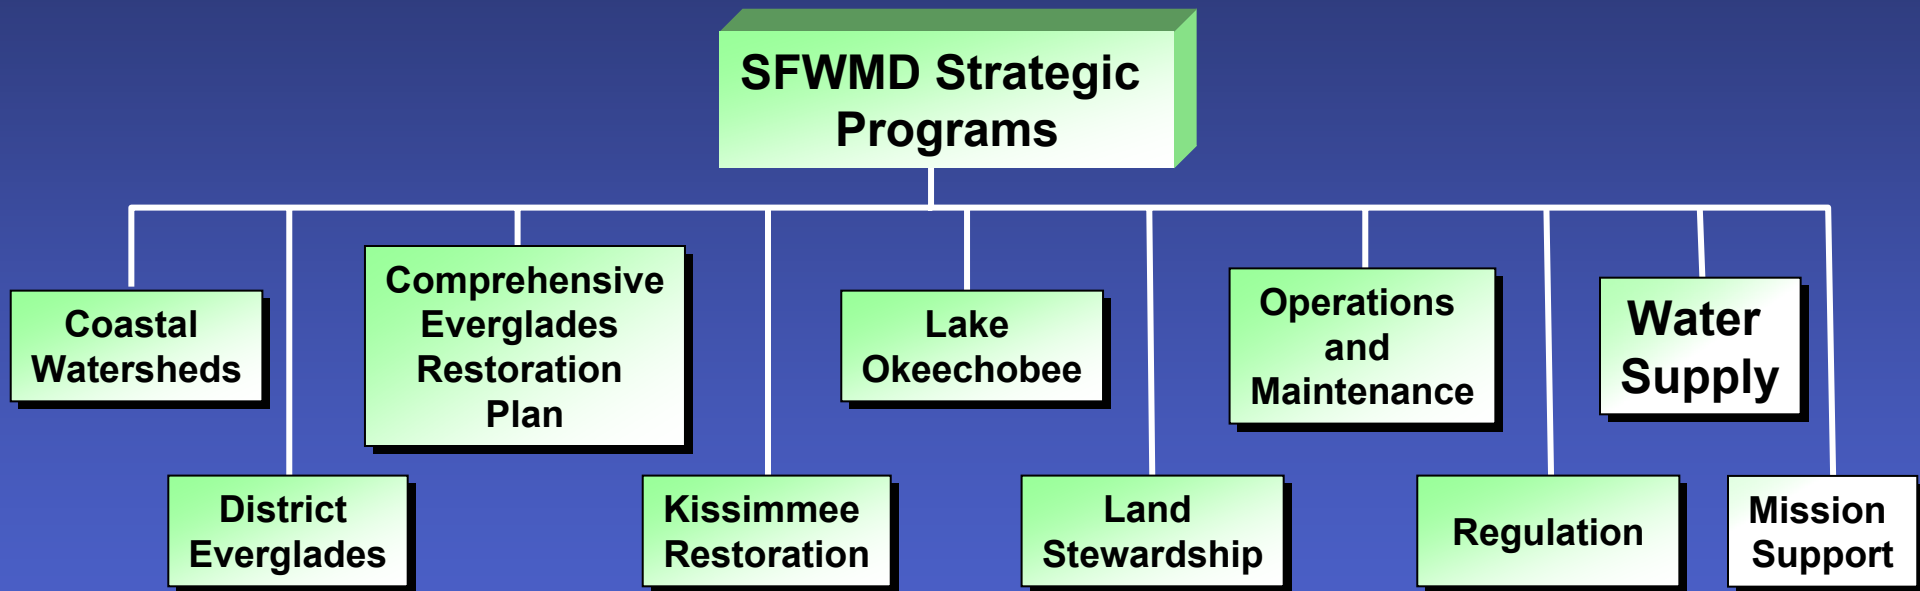 SFWMD Strategic
Programs
Coastal
Watersheds
District
Everglades
Comprehensive
Everglades
Restoration
Plan
Kissimmee
Restoration
Lake
Okeechobee
Land
Stewardship
Operations
and
Maintenance
Regulation
Water
Supply
Mission
Support